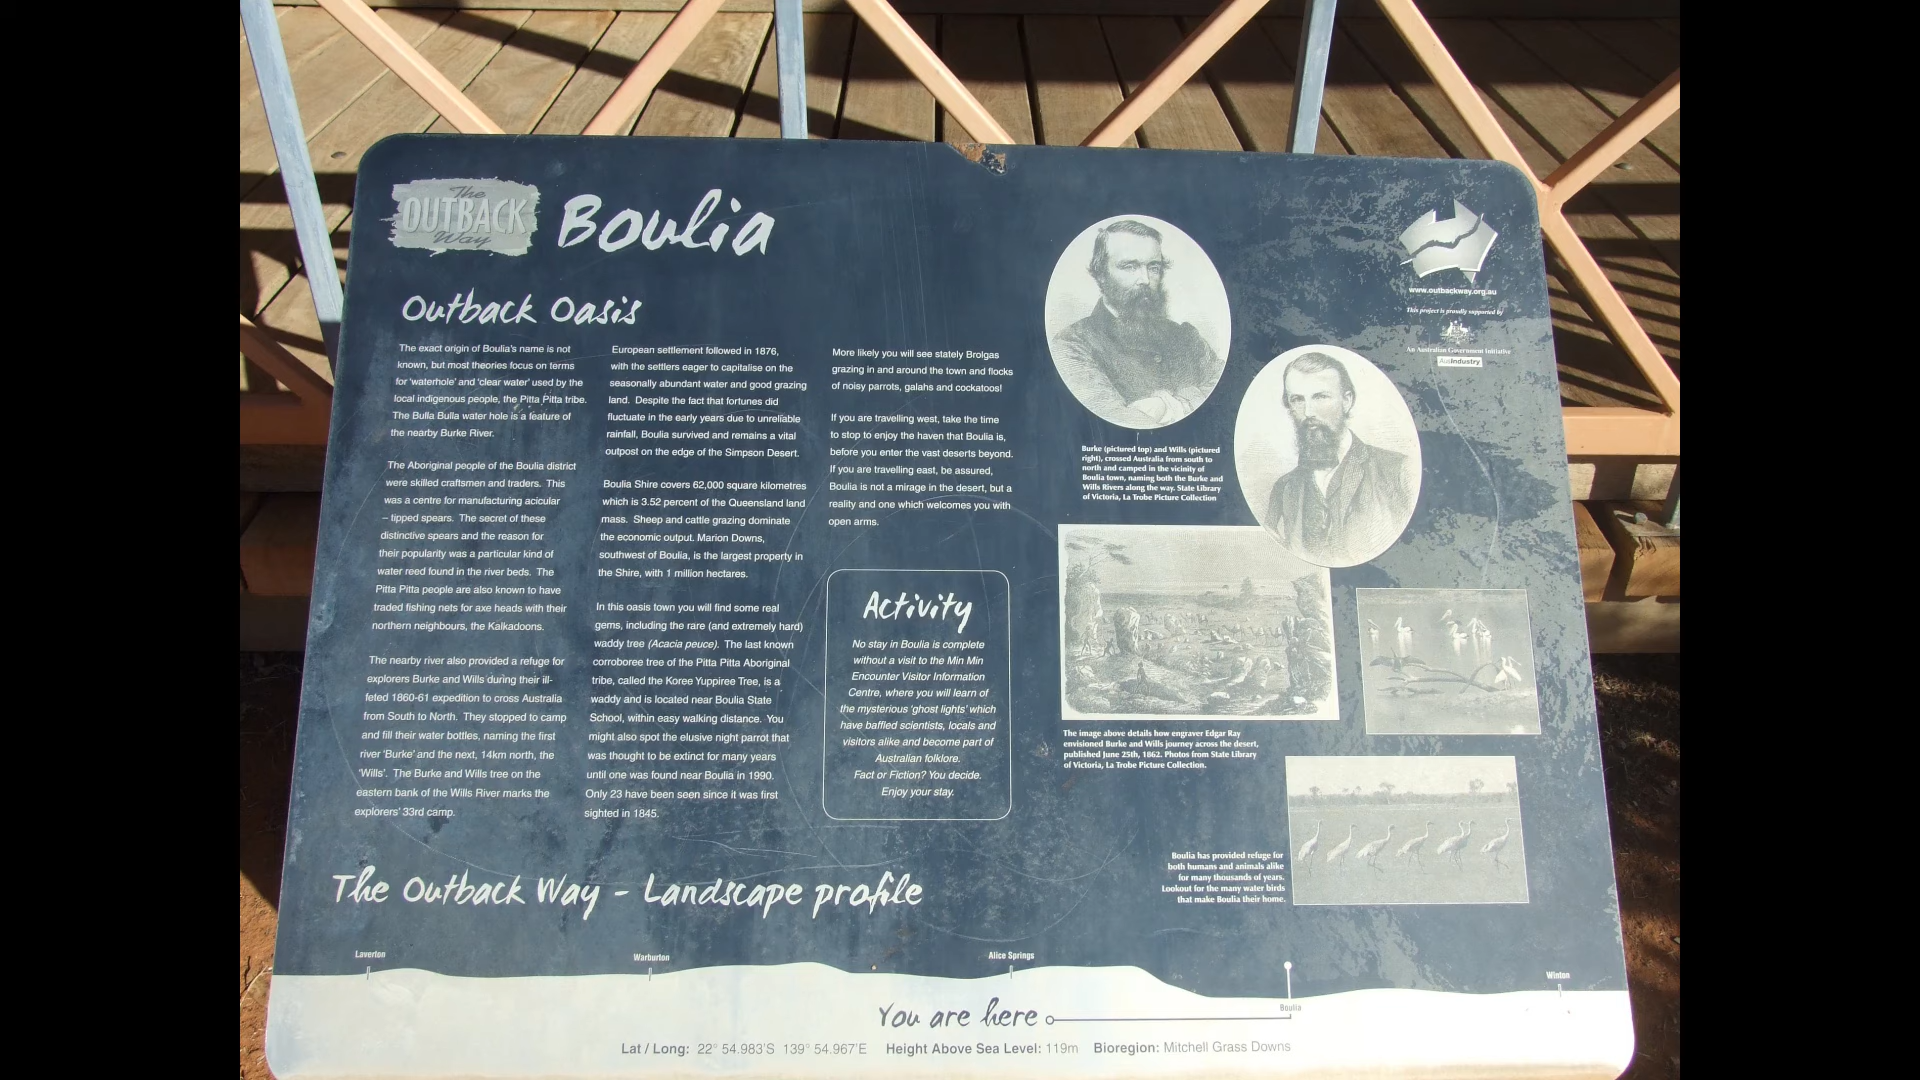 The
OUTBACK
Way
Boulia
Outback Oasis
The exact origin of Boulia's name is not
known, but most theories focus on terms
for 'waterhole' and 'clear water' used by the
local indigenous people, the Pitta Pitta tribe.
The Bulla Bulla water hole is a feature of
the nearby Burke River.
The Aboriginal people of the Boulia district
were skilled craftsmen and traders. This
was a centre for manufacturing acicular
– tipped spears. The secret of these
distinctive spears and the reason for
their popularity was a particular kind of
water reed found in the river beds. The
Pitta Pitta people are also known to have
traded fishing nets for axe heads with their
northern neighbours, the Kalkadoons.
The nearby river also provided a refuge for
explorers Burke and Wills during their ill-
feted 1860-61 expedition to cross Australia
from South to North. They stopped to camp
and fill their water bottles, naming the first
river 'Burke' and the next, 14km north, the
'Wills'. The Burke and Wills tree on the
eastern bank of the Wills River marks the
explorers' 33rd camp.
European settlement followed in 1876,
with the settlers eager to capitalise on the
seasonally abundant water and good grazing
land. Despite the fact that fortunes did
fluctuate in the early years due to unreliable
rainfall, Boulia survived and remains a vital
outpost on the edge of the Simpson Desert.
Boulia Shire covers 62,000 square kilometres
which is 3.52 percent of the Queensland land
mass. Sheep and cattle grazing dominate
the economic output. Marion Downs,
southwest of Boulia, is the largest property in
the Shire, with 1 million hectares.
In this oasis town you will find some real
gems, including the rare (and extremely hard)
waddy tree (Acacia peuce). The last known
corroboree tree of the Pitta Pitta Aboriginal
tribe, called the Koree Yuppiree Tree, is a
waddy and is located near Boulia State
School, within easy walking distance. You
might also spot the elusive night parrot that
was thought to be extinct for many years
until one was found near Boulia in 1990.
Only 23 have been seen since it was first
sighted in 1845.
More likely you will see stately Brolgas
grazing in and around the town and flocks
of noisy parrots, galahs and cockatoos!
If you are travelling west, take the time
to stop to enjoy the haven that Boulia is,
before you enter the vast deserts beyond.
If you are travelling east, be assured,
Boulia is not a mirage in the desert, but a
reality and one which welcomes you with
open arms.
Activity
No stay in Boulia is complete
without a visit to the Min Min
Encounter Visitor Information
Centre, where you will learn of
the mysterious 'ghost lights' which
have baffled scientists, locals and
visitors alike and become part of
Australian folklore.
Fact or Fiction? You decide.
Enjoy your stay.
Burke (pictured top) and Wills (pictured
right), crossed Australia from south to
north and camped in the vicinity of
Boulia town, naming both the Burke and
Wills Rivers along the way. State Library
of Victoria, La Trobe Picture Collection
The image above details how engraver Edgar Ray
envisioned Burke and Wills journey across the desert,
published June 25th, 1862. Photos from State Library
of Victoria, La Trobe Picture Collection.
Boulia has provided refuge for
both humans and animals alike
for many thousands of years.
Lookout for the many water birds
that make Boulia their home.
www.outbackway.org.au
This project is proudly supported by
An Australian Government Initiative
AusIndustry
The Outback Way - Landscape profile
Laverton
Warburton
Alice Springs
Boulia
Winton
You are here
Lat / Long: 22° 54.983'S 139° 54.967'E Height Above Sea Level: 119m Bioregion: Mitchell Grass Downs